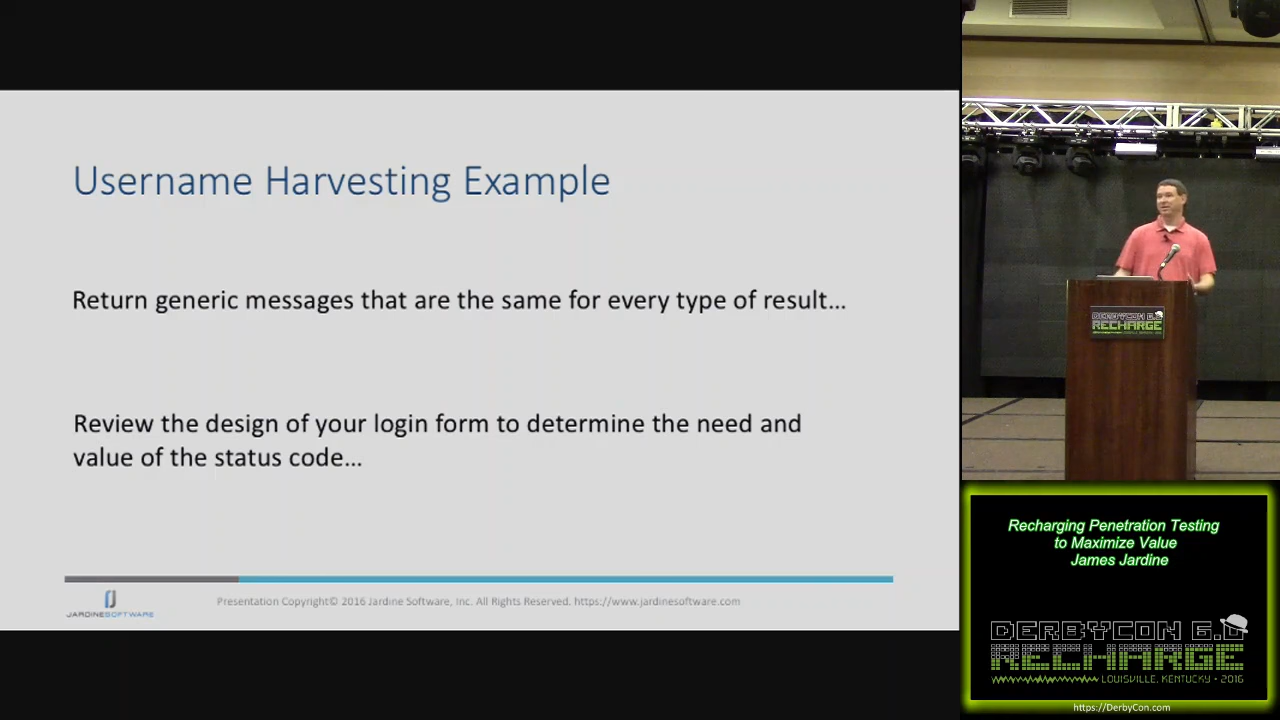 Username Harvesting Example
Return generic messages that are the same for every type of result...
Review the design of your login form to determine the need and
value of the status code...
JARDINESOFTWARE
Presentation Copyright© 2016 Jardine Software, Inc. All Rights Reserved. https://www.jardinesoftware.com
DERBYCON 6.0
RECHARGE
Recharging Penetration Testing
to Maximize Value
James Jardine
DERBYCON 6.0
RECHARGE
LOUISVILLE, KENTUCKY • 2016
https://DerbyCon.com